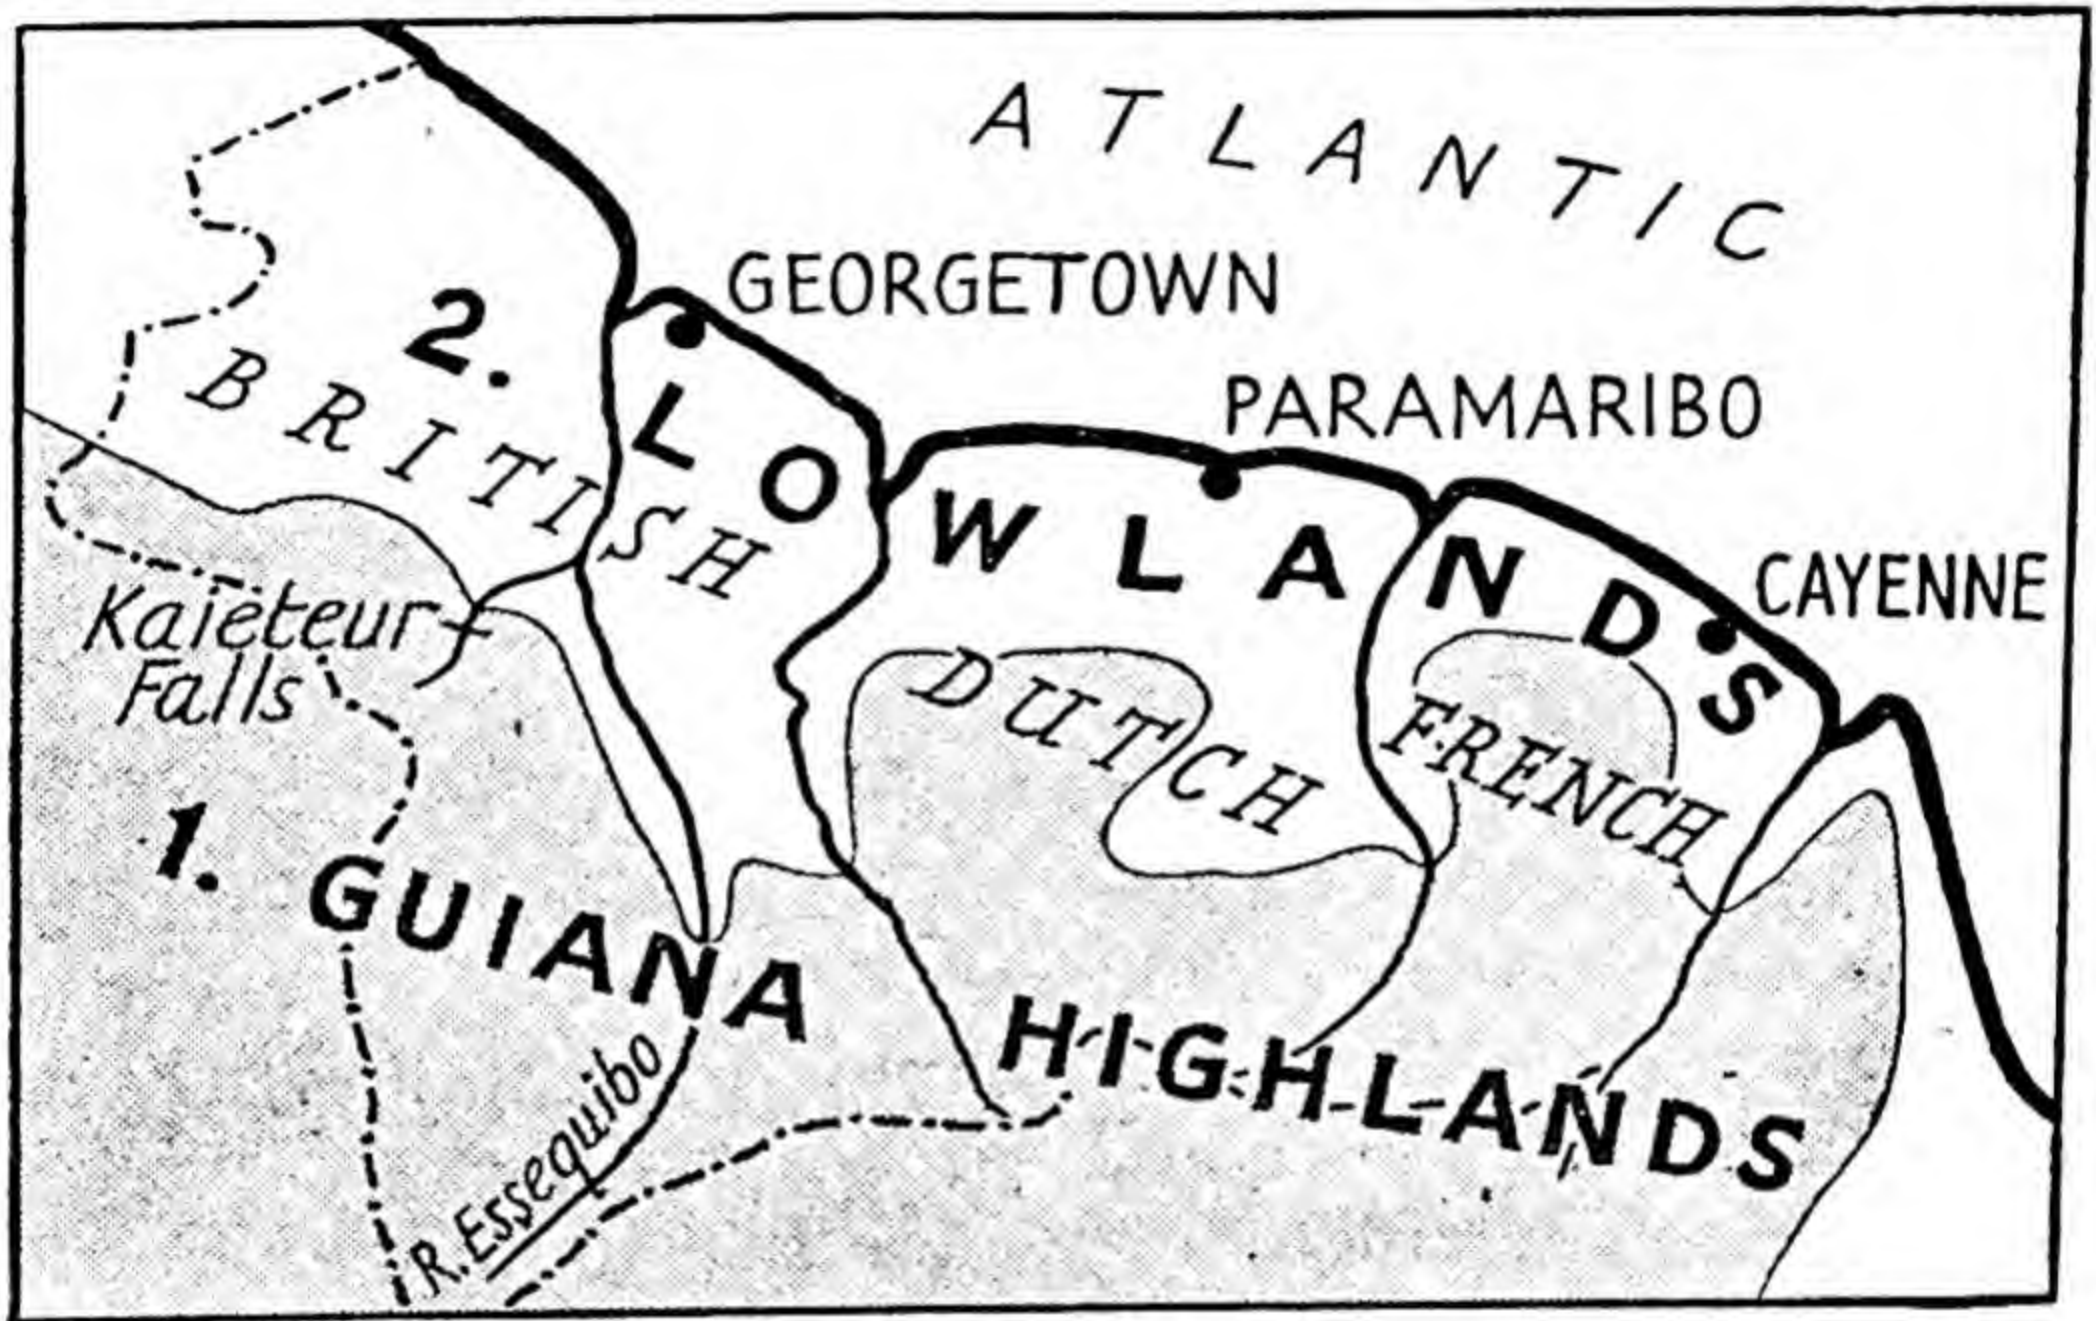 ATLANTIC
GEORGETOWN
PARAMARIBO
CAYENNE
2. LOWLANDS
BRITISH
DUTCH
FRENCH
Kaieteur
Falls
1. GUIANA HIGHLANDS
R. Essequibo